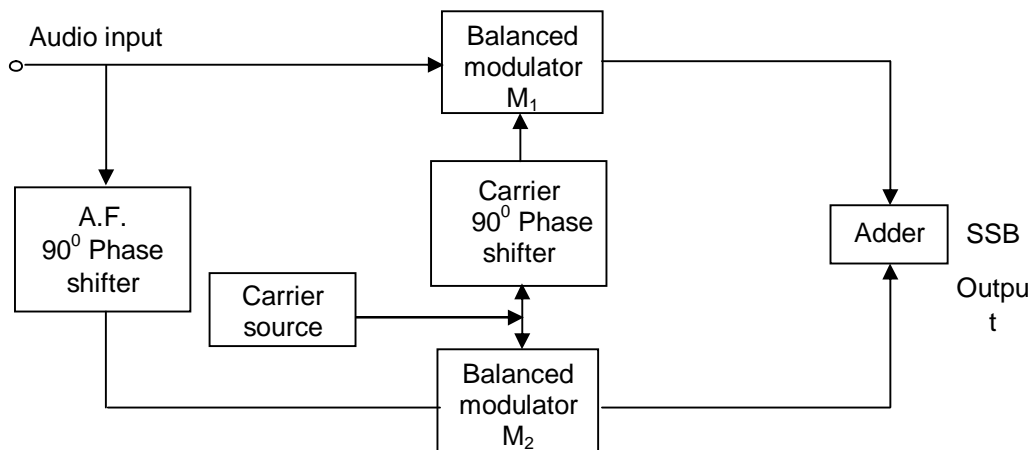 Audio input
Balanced
modulator
M₁
A.F.
90⁰ Phase
shifter
Carrier
90⁰ Phase
shifter
Adder
SSB
Outpu
t
Carrier
source
Balanced
modulator
M₂